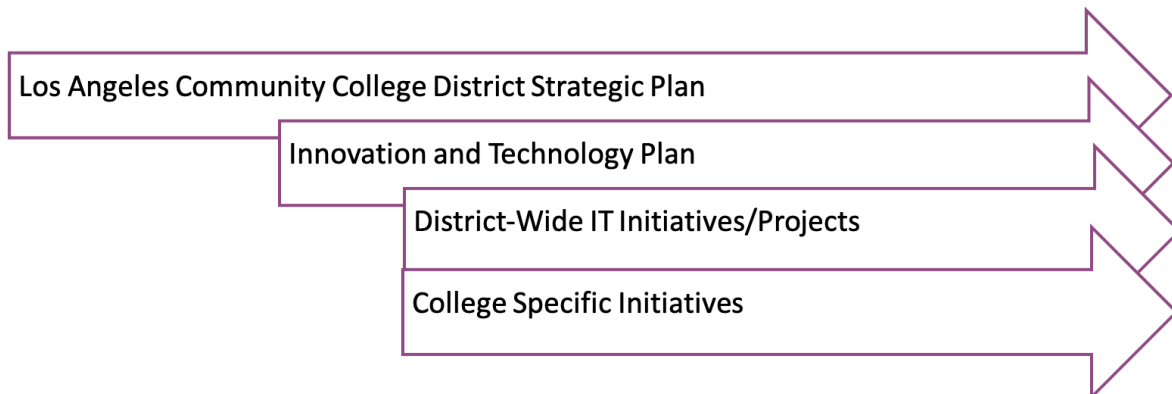 Los Angeles Community College District Strategic Plan
Innovation and Technology Plan
District-Wide IT Initiatives/Projects
College Specific Initiatives